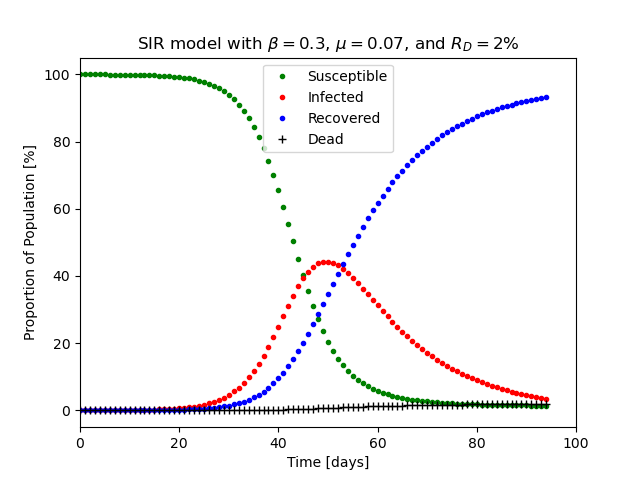 SIR model with β = 0.3, μ = 0.07, and R_D = 2%
Susceptible
Infected
Recovered
Dead
Proportion of Population [%]
100
80
60
40
20
0
0 20 40 60 80 100
Time [days]